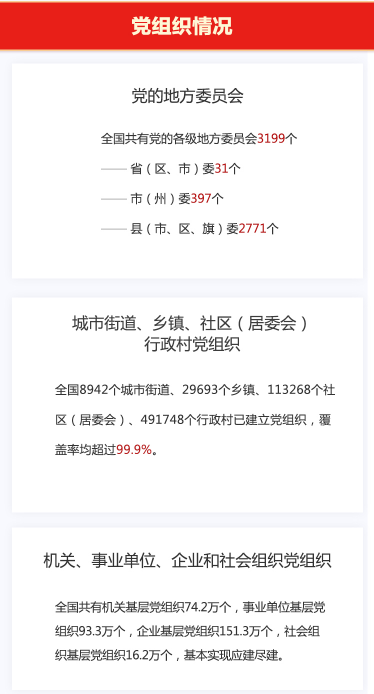 党组织情况
党的地方委员会
全国共有党的各级地方委员会3199个
—— 省（区、市）委31个
—— 市（州）委397个
—— 县（市、区、旗）委2771个
城市街道、乡镇、社区（居委会）
行政村党组织
全国8942个城市街道、29693个乡镇、113268个社
区（居委会）、491748个行政村已建立党组织，覆
盖率均超过99.9%。
机关、事业单位、企业和社会组织党组织
全国共有机关基层党组织74.2万个，事业单位基层党
组织93.3万个，企业基层党组织151.3万个，社会组
织基层党组织16.2万个，基本实现应建尽建。